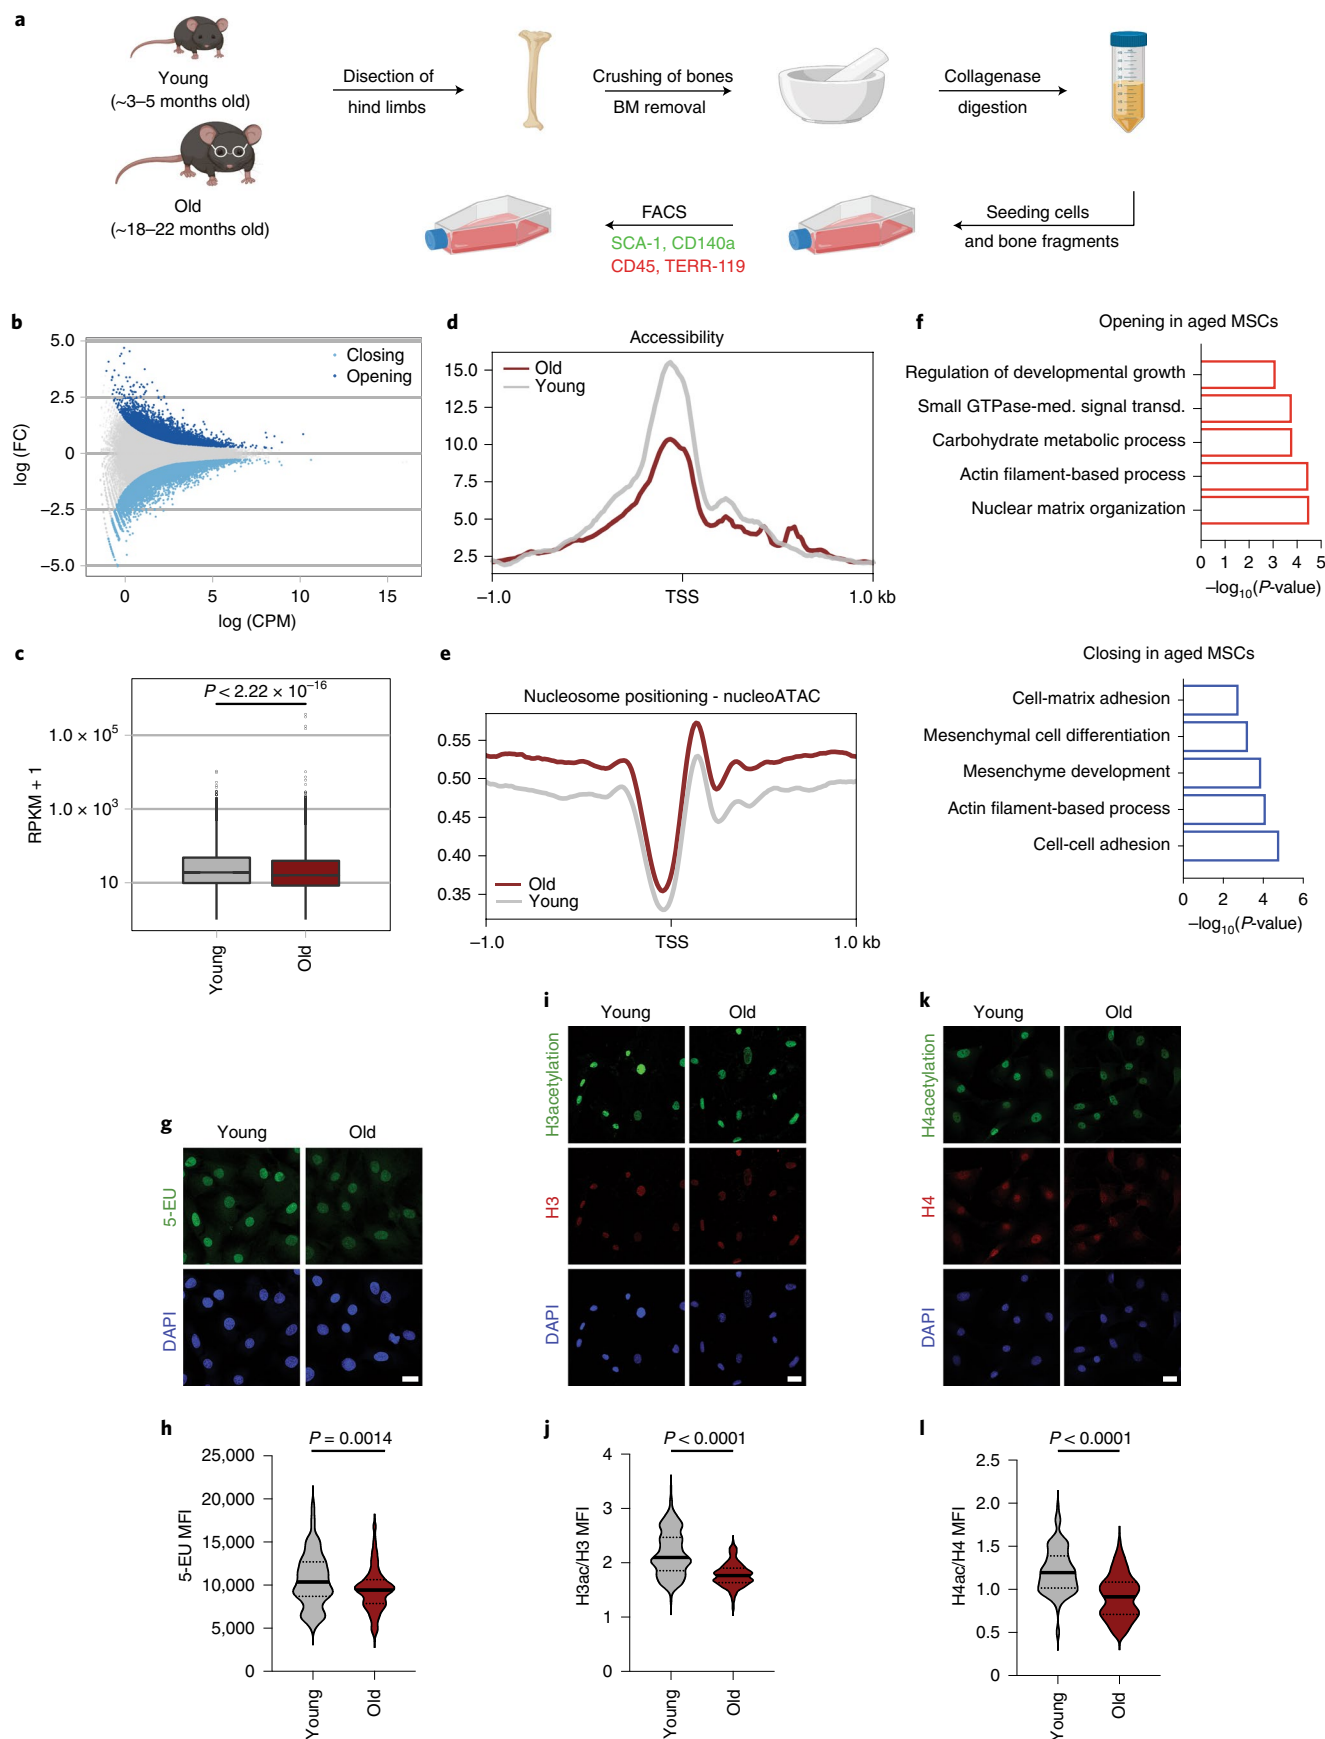 a
Young
(~3–5 months old)
Old
(~18–22 months old)
Disection of
hind limbs
Crushing of bones
BM removal
Collagenase
digestion
Seeding cells
and bone fragments
FACS
SCA-1, CD140a
CD45, TERR-119
b
5.0
2.5
0
–2.5
–5.0
log (FC)
Closing
Opening
0 5 10 15
log (CPM)
c
P < 2.22 × 10–16
1.0 × 105
1.0 × 103
10
RPKM + 1
Young
Old
d
Accessibility
Old
Young
15.0
12.5
10.0
7.5
5.0
2.5
–1.0 TSS 1.0 kb
e
Nucleosome positioning - nucleoATAC
0.55
0.50
0.45
0.40
0.35
Old
Young
–1.0 TSS 1.0 kb
f
Opening in aged MSCs
Regulation of developmental growth
Small GTPase-med. signal transd.
Carbohydrate metabolic process
Actin filament-based process
Nuclear matrix organization
0 1 2 3 4 5
–log10(P-value)
Closing in aged MSCs
Cell-matrix adhesion
Mesenchymal cell differentiation
Mesenchyme development
Actin filament-based process
Cell-cell adhesion
0 2 4 6
–log10(P-value)
g
Young Old
5-EU
DAPI
h
P = 0.0014
25,000
20,000
15,000
10,000
5,000
0
5-EU MFI
Young
Old
i
Young Old
H3acetylation
H3
DAPI
j
P < 0.0001
4
3
2
1
0
H3ac/H3 MFI
Young
Old
k
Young Old
H4acetylation
H4
DAPI
l
P < 0.0001
2.5
2.0
1.5
1.0
0.5
0
H4ac/H4 MFI
Young
Old